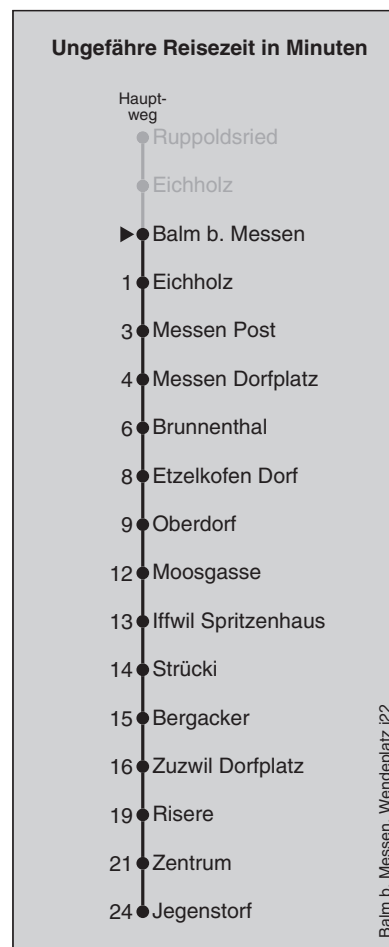 Ungefähre Reisezeit in Minuten
Haupt-
weg
Ruppoldsried
Eichholz
Balm b. Messen
1 Eichholz
3 Messen Post
4 Messen Dorfplatz
6 Brunnenthal
8 Etzelkofen Dorf
9 Oberdorf
12 Moosgasse
13 Iffwil Spritzenhaus
14 Strücki
15 Bergacker
16 Zuzwil Dorfplatz
19 Risere
21 Zentrum
24 Jegenstorf
Balm b. Messen, Wendeplatz j22